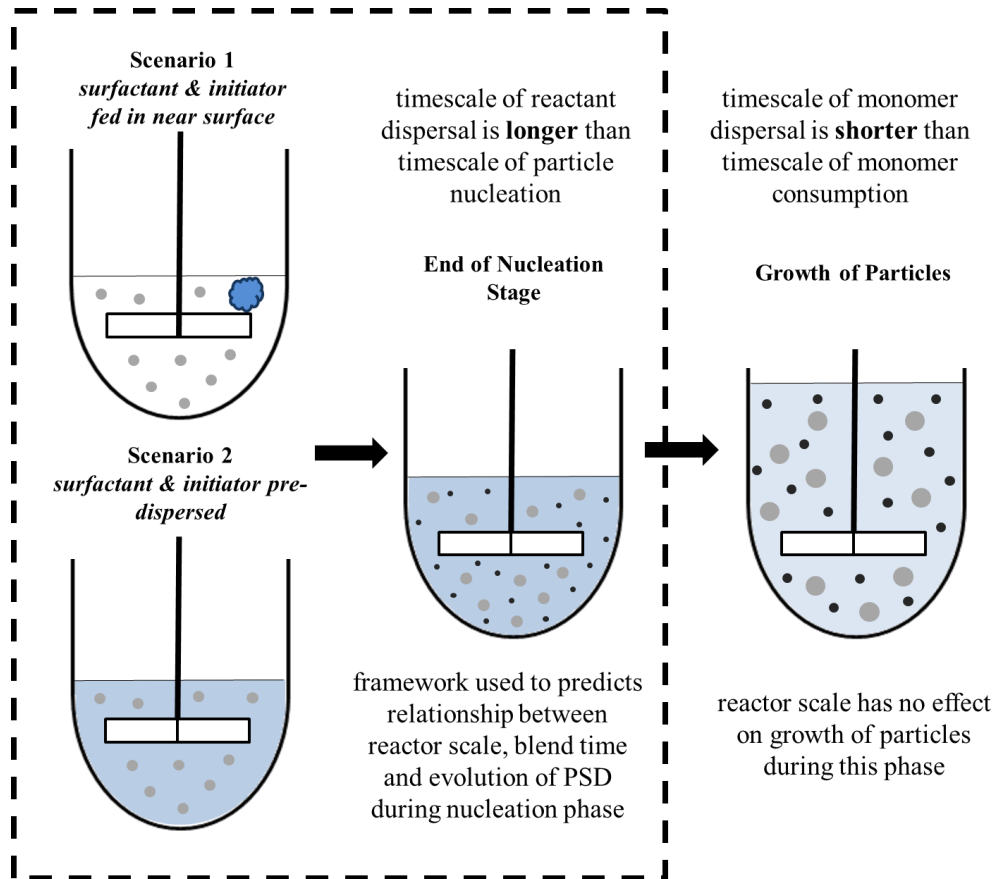 Scenario 1
surfactant & initiator
fed in near surface
timescale of reactant
dispersal is longer than
timescale of particle
nucleation
timescale of monomer
dispersal is shorter than
timescale of monomer
consumption
End of Nucleation
Stage
Growth of Particles
Scenario 2
surfactant & initiator pre-
dispersed
framework used to predicts
relationship between
reactor scale, blend time
and evolution of PSD
during nucleation phase
reactor scale has no effect
on growth of particles
during this phase